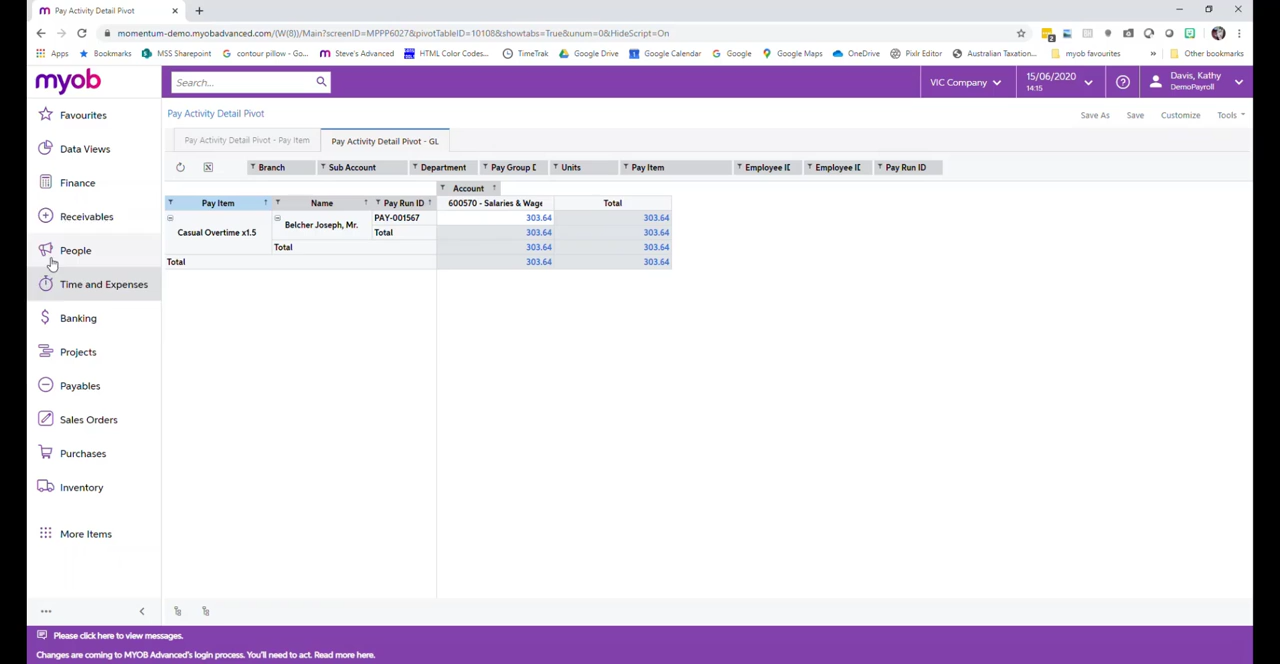 Pay Activity Detail Pivot
momentum-demo.myobadvanced.com/(W(8))/Main?screenID=MPPP6027&pivotTableID=10108&showtabs=True&unum=0&HideScript=On
2
Apps Bookmarks MSS Sharepoint contour pillow - Go... Steve's Advanced HTML Color Codes... TimeTrak Google Drive Google Calendar Google Google Maps OneDrive Pixlr Editor Australian Taxation... myob favourites » Other bookmarks
myob
Search...
VIC Company
15/06/2020
14:15
Davis, Kathy
DemoPayroll
Favourites
Data Views
Finance
Receivables
People
Time and Expenses
Banking
Projects
Payables
Sales Orders
Purchases
Inventory
More Items
Pay Activity Detail Pivot
Save As Save Customize Tools
Pay Activity Detail Pivot - Pay Item Pay Activity Detail Pivot - GL
Branch Sub Account Department Pay Group D Units Pay Item Employee ID Employee ID Pay Run ID
Account
Pay Item Name Pay Run ID 600570 - Salaries & Wage Total
PAY-001567 303.64 303.64
Casual Overtime x1.5 Belcher Joseph, Mr. Total 303.64 303.64
Total 303.64 303.64
Total 303.64 303.64
Please click here to view messages.
Changes are coming to MYOB Advanced's login process. You'll need to act. Read more here.